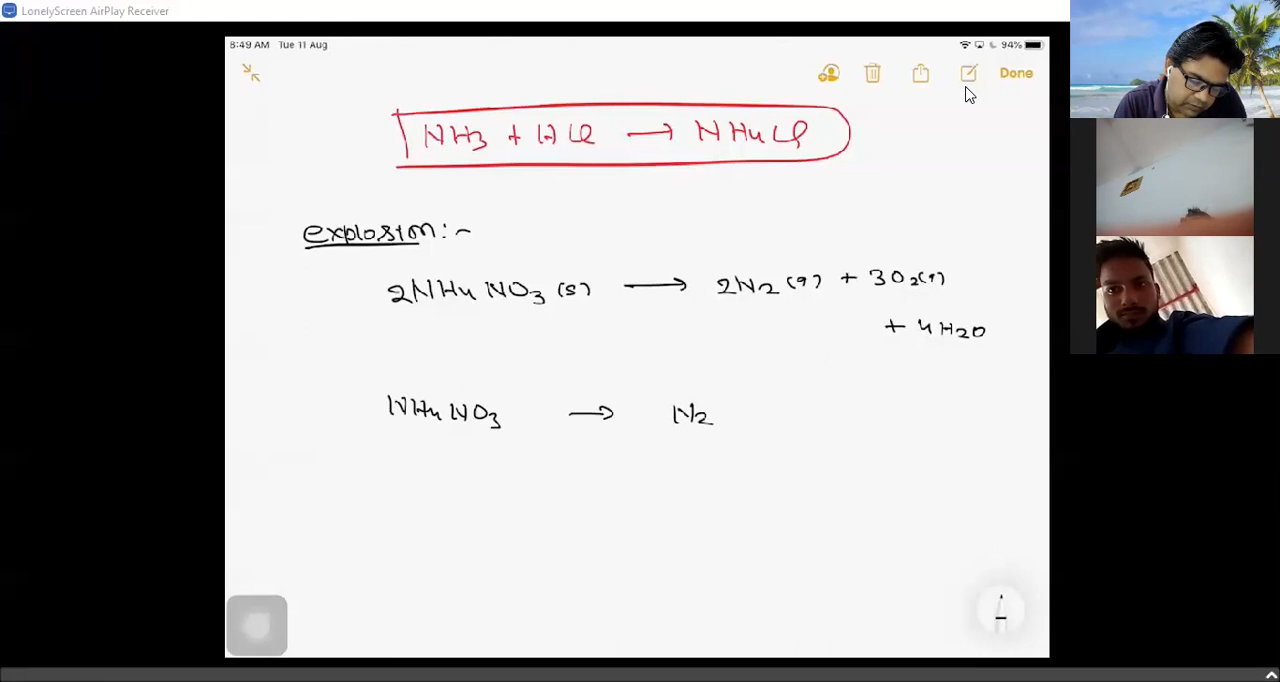 LonelyScreen AirPlay Receiver
8:49 AM Tue 11 Aug
94%
Done
NH3 + HCl → NH4Cl
explosion:-
2NH4NO3(s) → 2N2(g) + 3O2(g)
+ 4H2O
NH4NO3 → N2